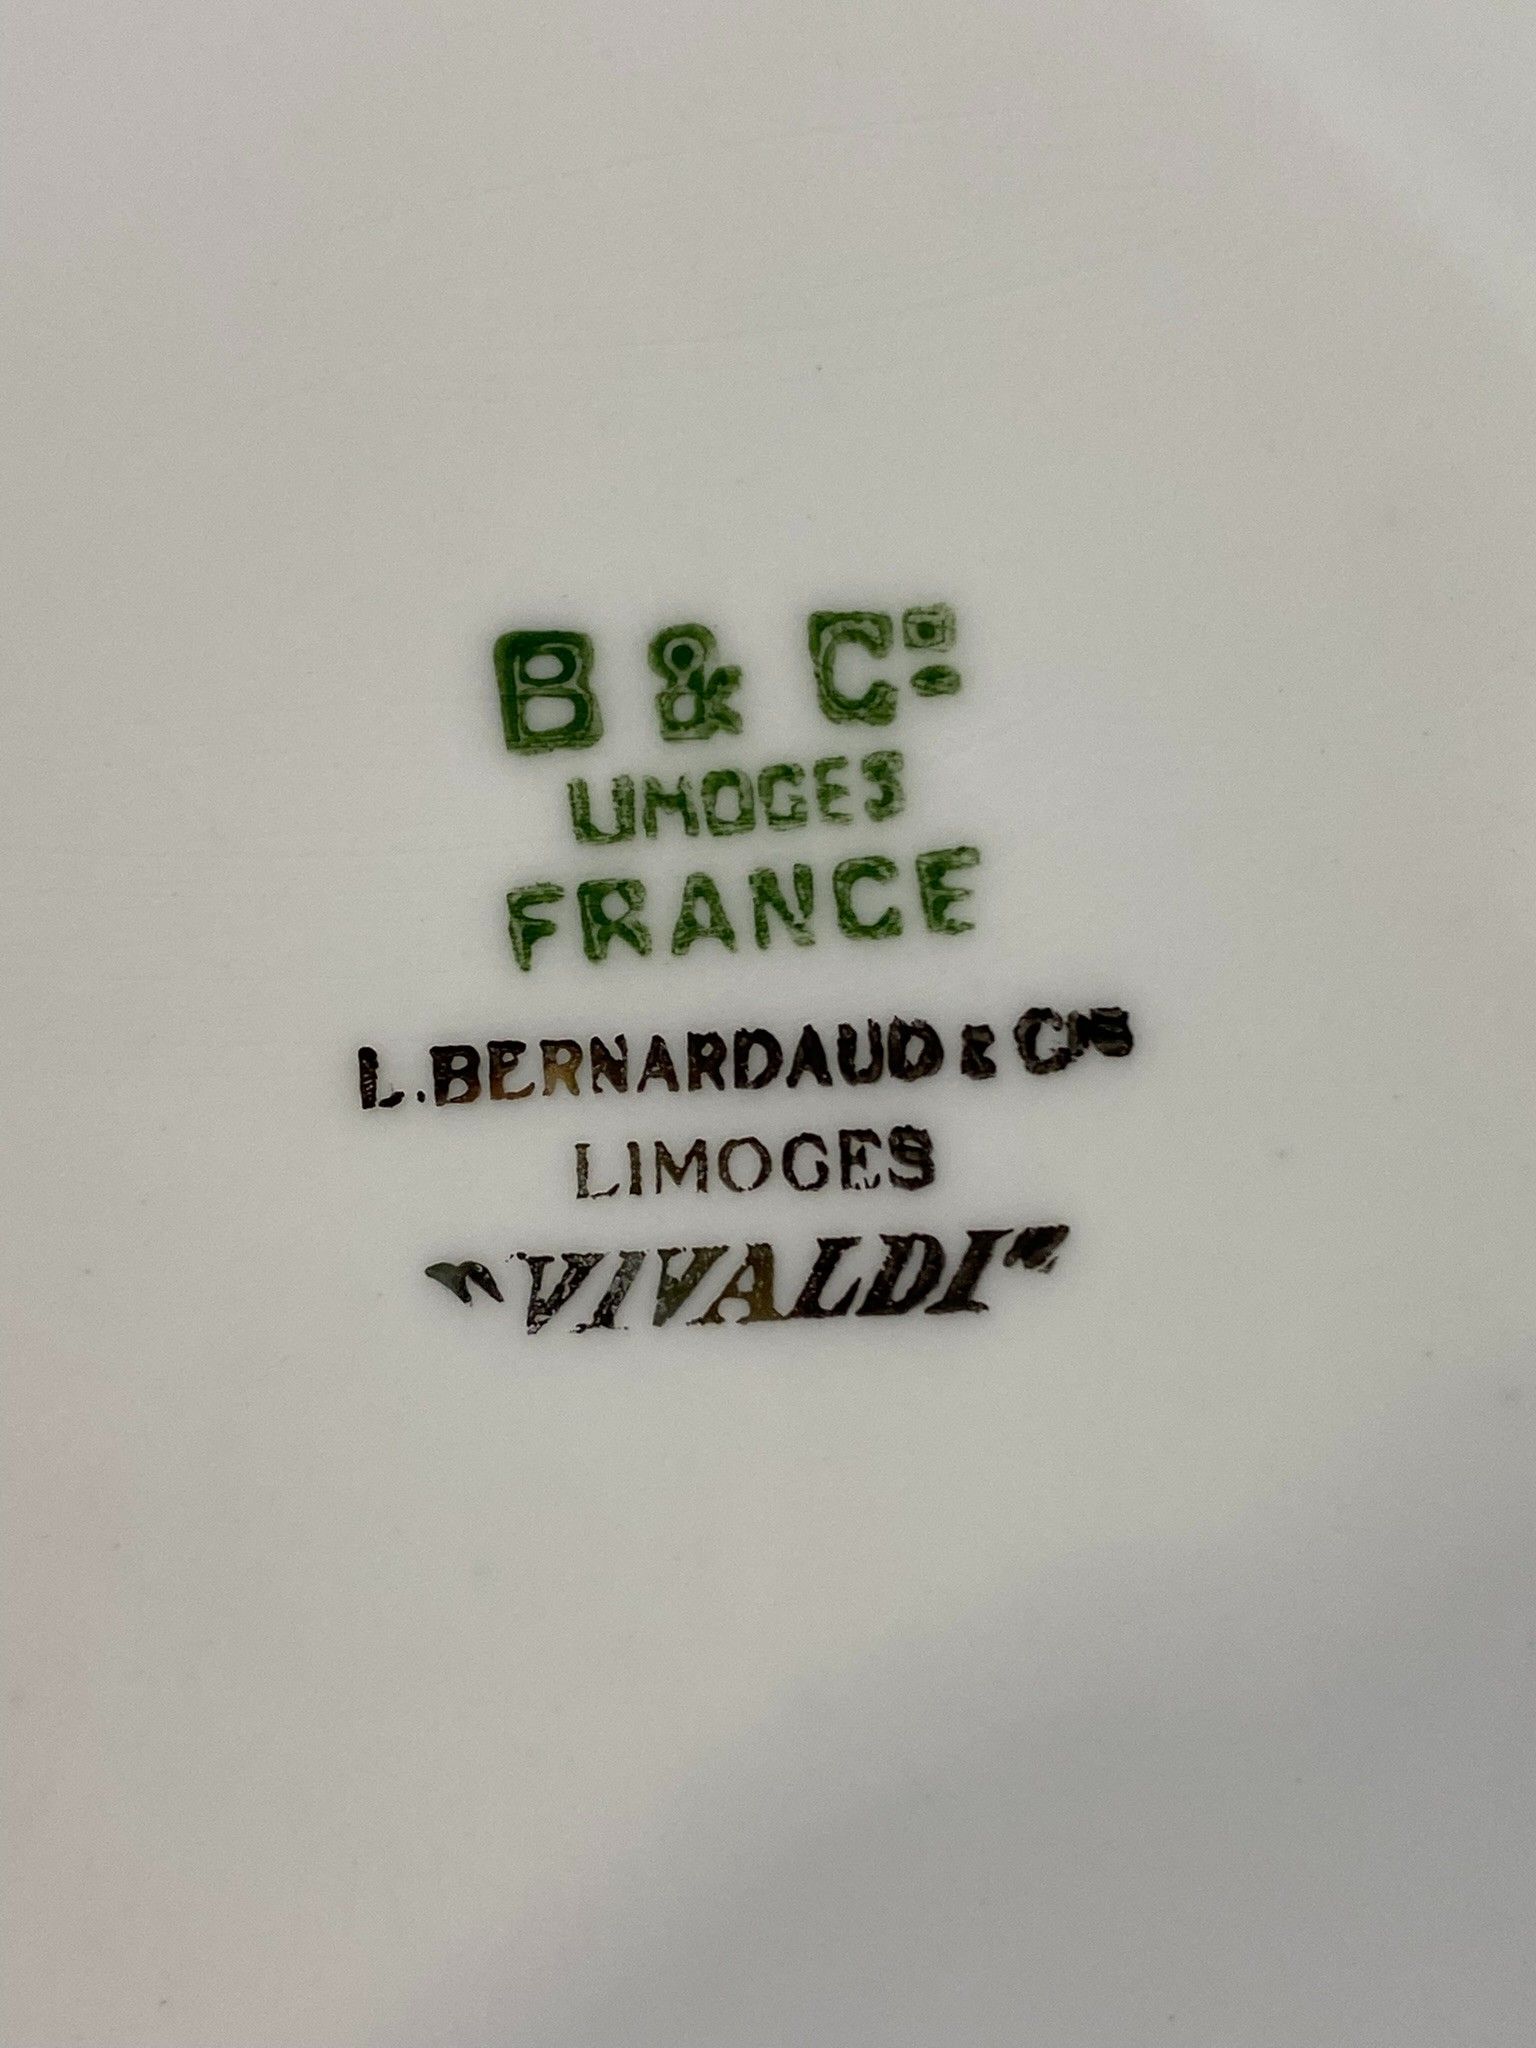 B & Co
LIMOGES
FRANCE
L. BERNARDAUD & CIE
LIMOGES
"VIVALDI"